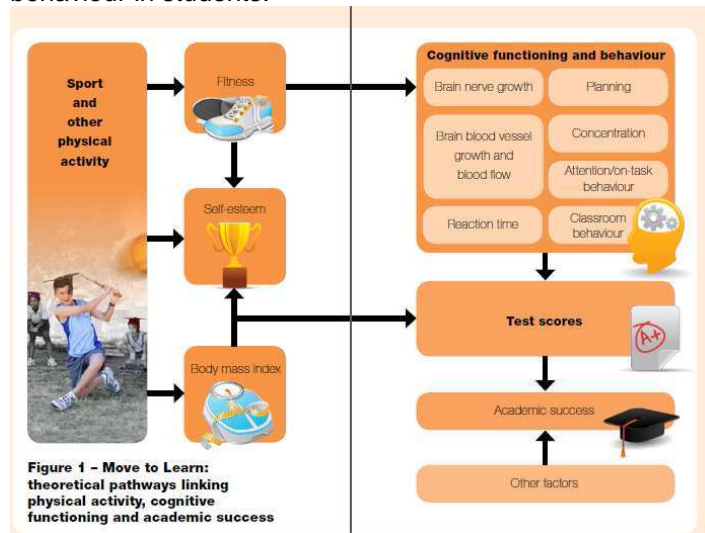 behaviour in students.
Sport
and
other
physical
activity
Fitness
Self-esteem
Body mass index
Figure 1 – Move to Learn:
theoretical pathways linking
physical activity, cognitive
functioning and academic success
Cognitive functioning and behaviour
Brain nerve growth
Planning
Brain blood vessel
growth and
blood flow
Concentration
Attention/on-task
behaviour
Reaction time
Classroom
behaviour
Test scores
A+
Academic success
Other factors